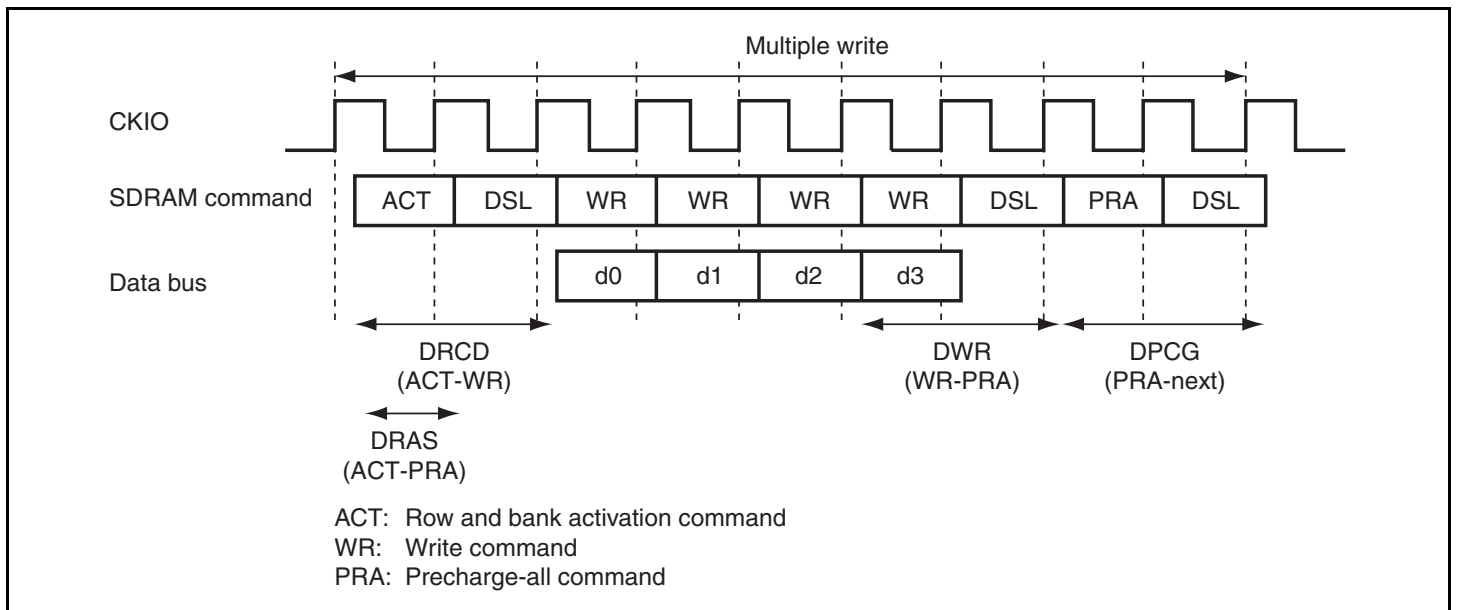 Multiple write
CKIO
SDRAM command ACT DSL WR WR WR WR DSL PRA DSL
Data bus d0 d1 d2 d3
DRCD
(ACT-WR)
DWR
(WR-PRA)
DPCG
(PRA-next)
DRAS
(ACT-PRA)
ACT: Row and bank activation command
WR: Write command
PRA: Precharge-all command